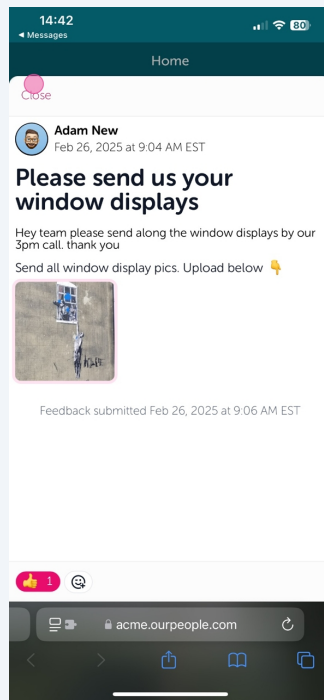 14:42
80
◀ Messages
Home
Close
Adam New
Feb 26, 2025 at 9:04 AM EST
Please send us your
window displays
Hey team please send along the window displays by our
3pm call. thank you
Send all window display pics. Upload below 👇
Feedback submitted Feb 26, 2025 at 9:06 AM EST
👍 1
acme.ourpeople.com